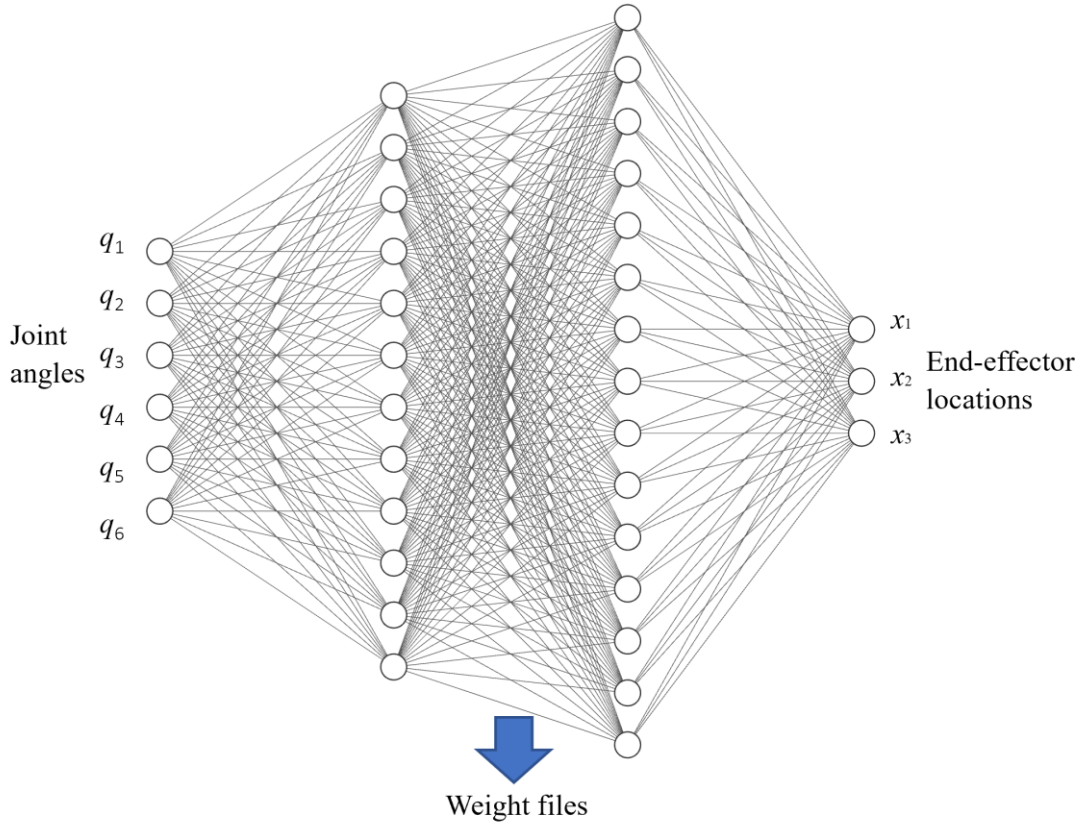 q1
q2
Joint
angles
q3
q4
q5
q6
x1
x2
x3
End-effector
locations
Weight files